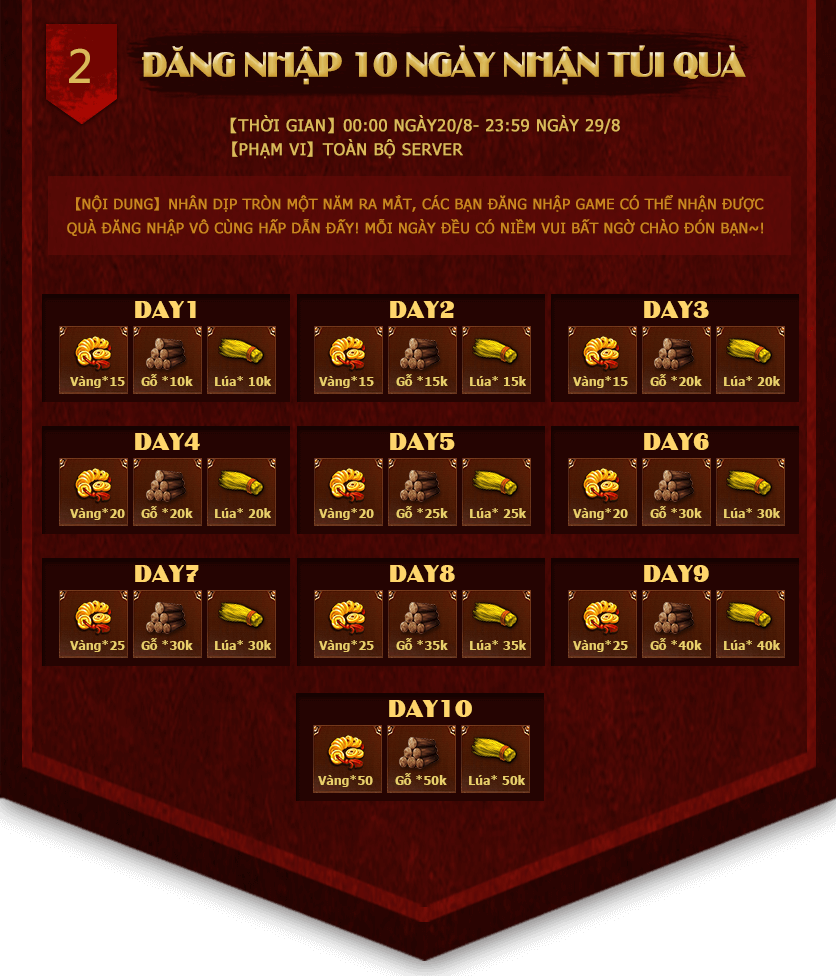 2
ĐĂNG NHẬP 10 NGÀY NHẬN TÚI QUÀ
【THỜI GIAN】00:00 NGÀY20/8- 23:59 NGÀY 29/8
【PHẠM VI】TOÀN BỘ SERVER
【NỘI DUNG】NHÂN DỊP TRÒN MỘT NĂM RA MẮT, CÁC BẠN ĐĂNG NHẬP GAME CÓ THỂ NHẬN ĐƯỢC
QUÀ ĐĂNG NHẬP VÔ CÙNG HẤP DẪN ĐẤY! MỖI NGÀY ĐỀU CÓ NIỀM VUI BẤT NGỜ CHÀO ĐÓN BẠN~!
DAY1
Vàng*15 Gỗ *10k Lúa* 10k
DAY2
Vàng*15 Gỗ *15k Lúa* 15k
DAY3
Vàng*15 Gỗ *20k Lúa* 20k
DAY4
Vàng*20 Gỗ *20k Lúa* 20k
DAY5
Vàng*20 Gỗ *25k Lúa* 25k
DAY6
Vàng*20 Gỗ *30k Lúa* 30k
DAY7
Vàng*25 Gỗ *30k Lúa* 30k
DAY8
Vàng*25 Gỗ *35k Lúa* 35k
DAY9
Vàng*25 Gỗ *40k Lúa* 40k
DAY10
Vàng*50 Gỗ *50k Lúa* 50k